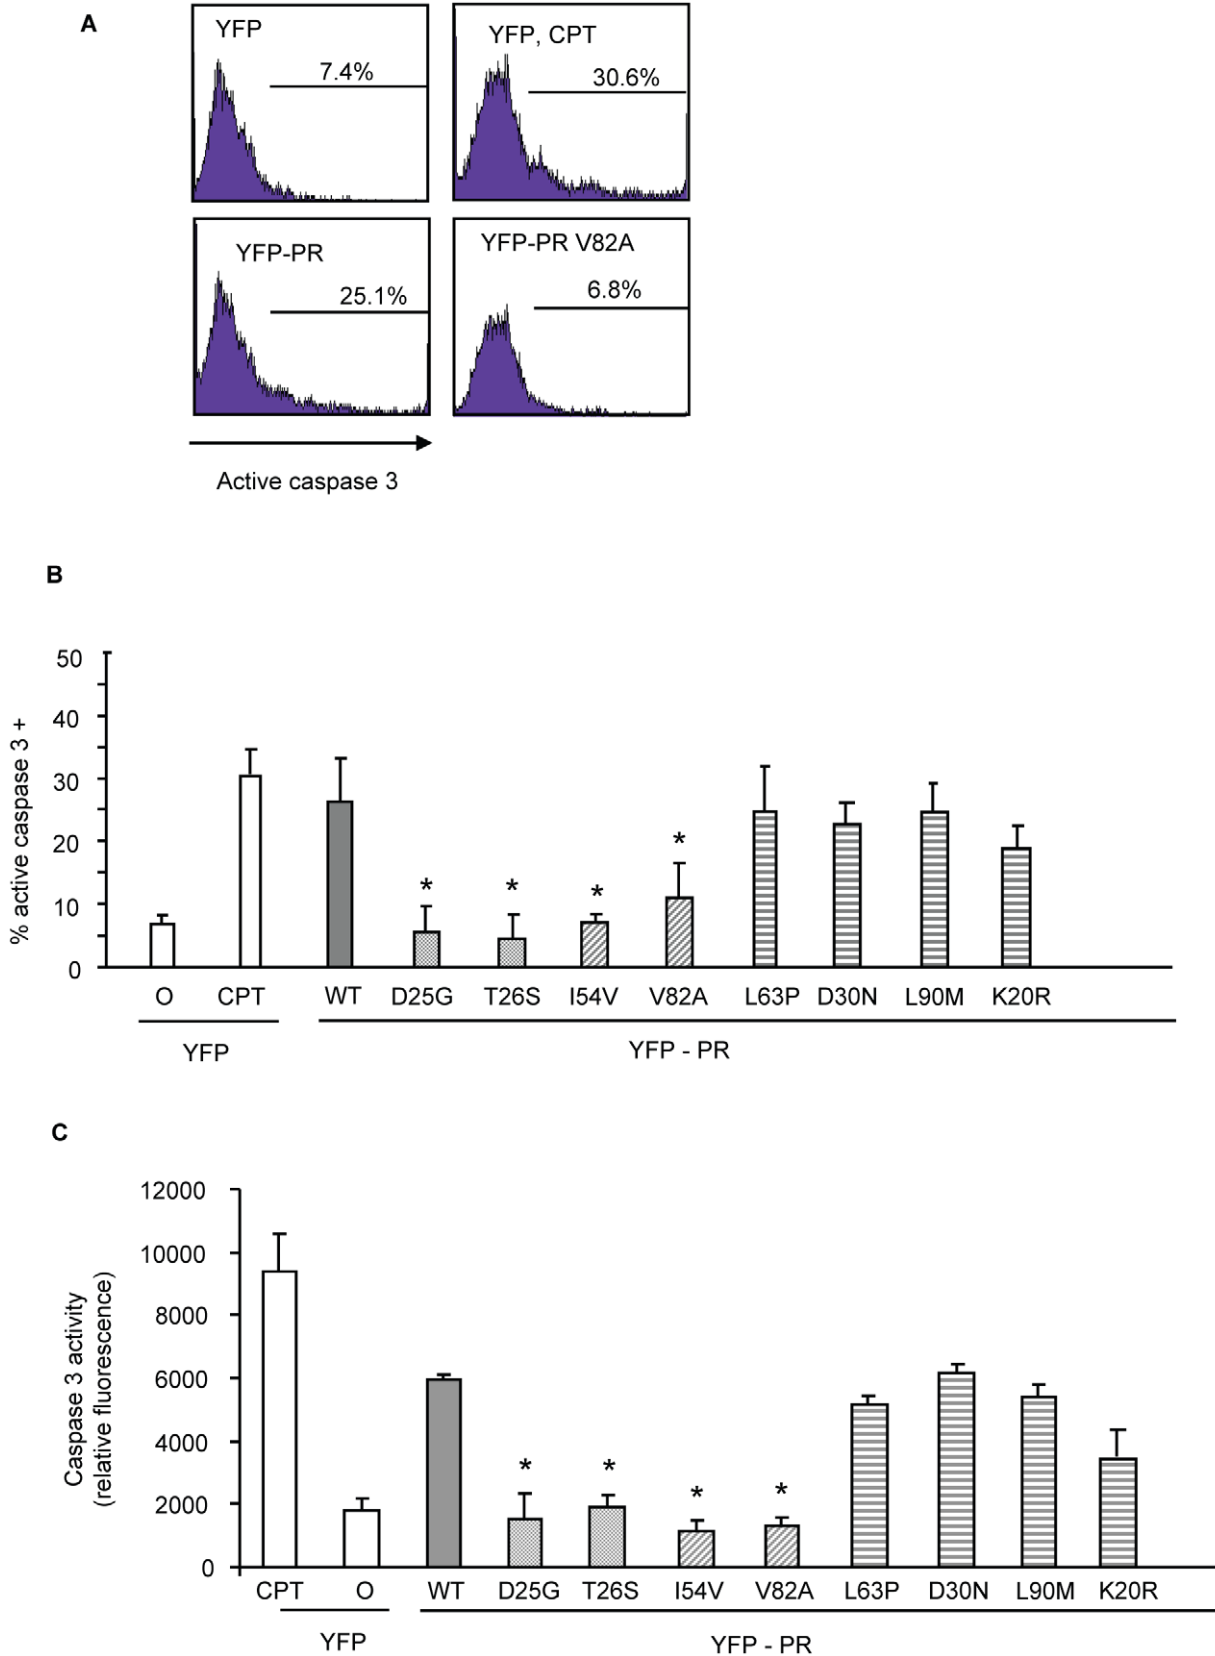 A
YFP
7.4%
YFP, CPT
30.6%
YFP-PR
25.1%
YFP-PR V82A
6.8%
Active caspase 3
B
% active caspase 3 +
50
40
30
20
10
0
* * * *
O CPT WT D25G T26S I54V V82A L63P D30N L90M K20R
YFP YFP - PR
C
Caspase 3 activity
(relative fluorescence)
12000
10000
8000
6000
4000
2000
0
* * * *
CPT O WT D25G T26S I54V V82A L63P D30N L90M K20R
YFP YFP - PR